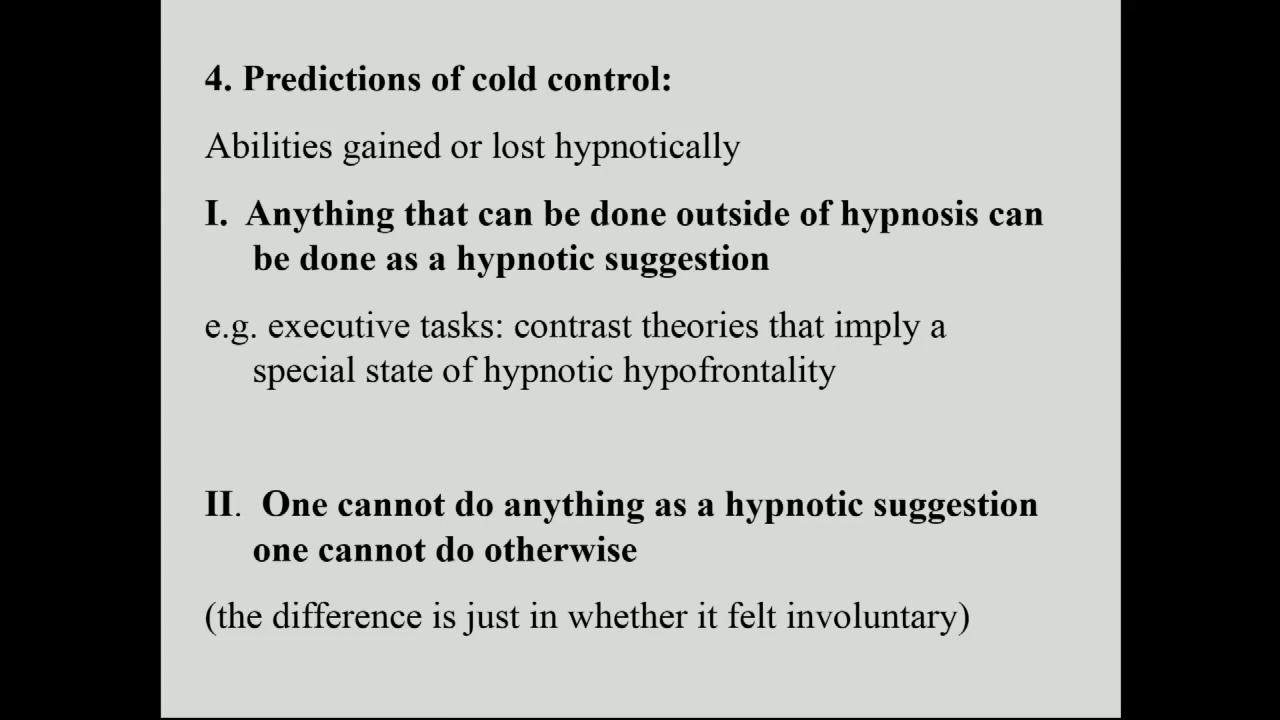 4. Predictions of cold control:
Abilities gained or lost hypnotically
I. Anything that can be done outside of hypnosis can
be done as a hypnotic suggestion
e.g. executive tasks: contrast theories that imply a
special state of hypnotic hypofrontality
II. One cannot do anything as a hypnotic suggestion
one cannot do otherwise
(the difference is just in whether it felt involuntary)